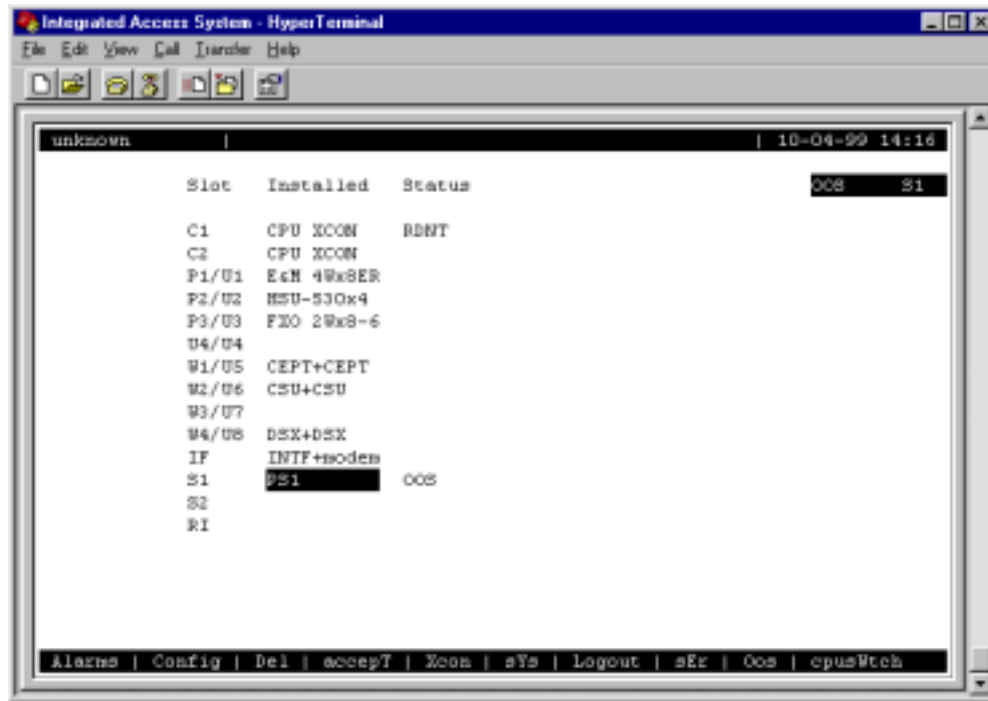 Integrated Access System - HyperTerminal
File Edit View Call Transfer Help
unknown | | 10-04-99 14:16
Slot Installed Status OOS S1
C1 CPU XCON RDNT
C2 CPU XCON
P1/U1 E&M 4Wx8ER
P2/U2 HSU-530x4
P3/U3 FXO 2Wx8-6
U4/U4
W1/U5 CEPT+CEPT
W2/U6 CSU+CSU
W3/U7
W4/U8 DSX+DSX
IF INTF+modem
S1 PS1 OOS
S2
RI
Alarms | Config | Del | accepT | Xcon | sYs | Logout | sEr | Oos | cpusWtch